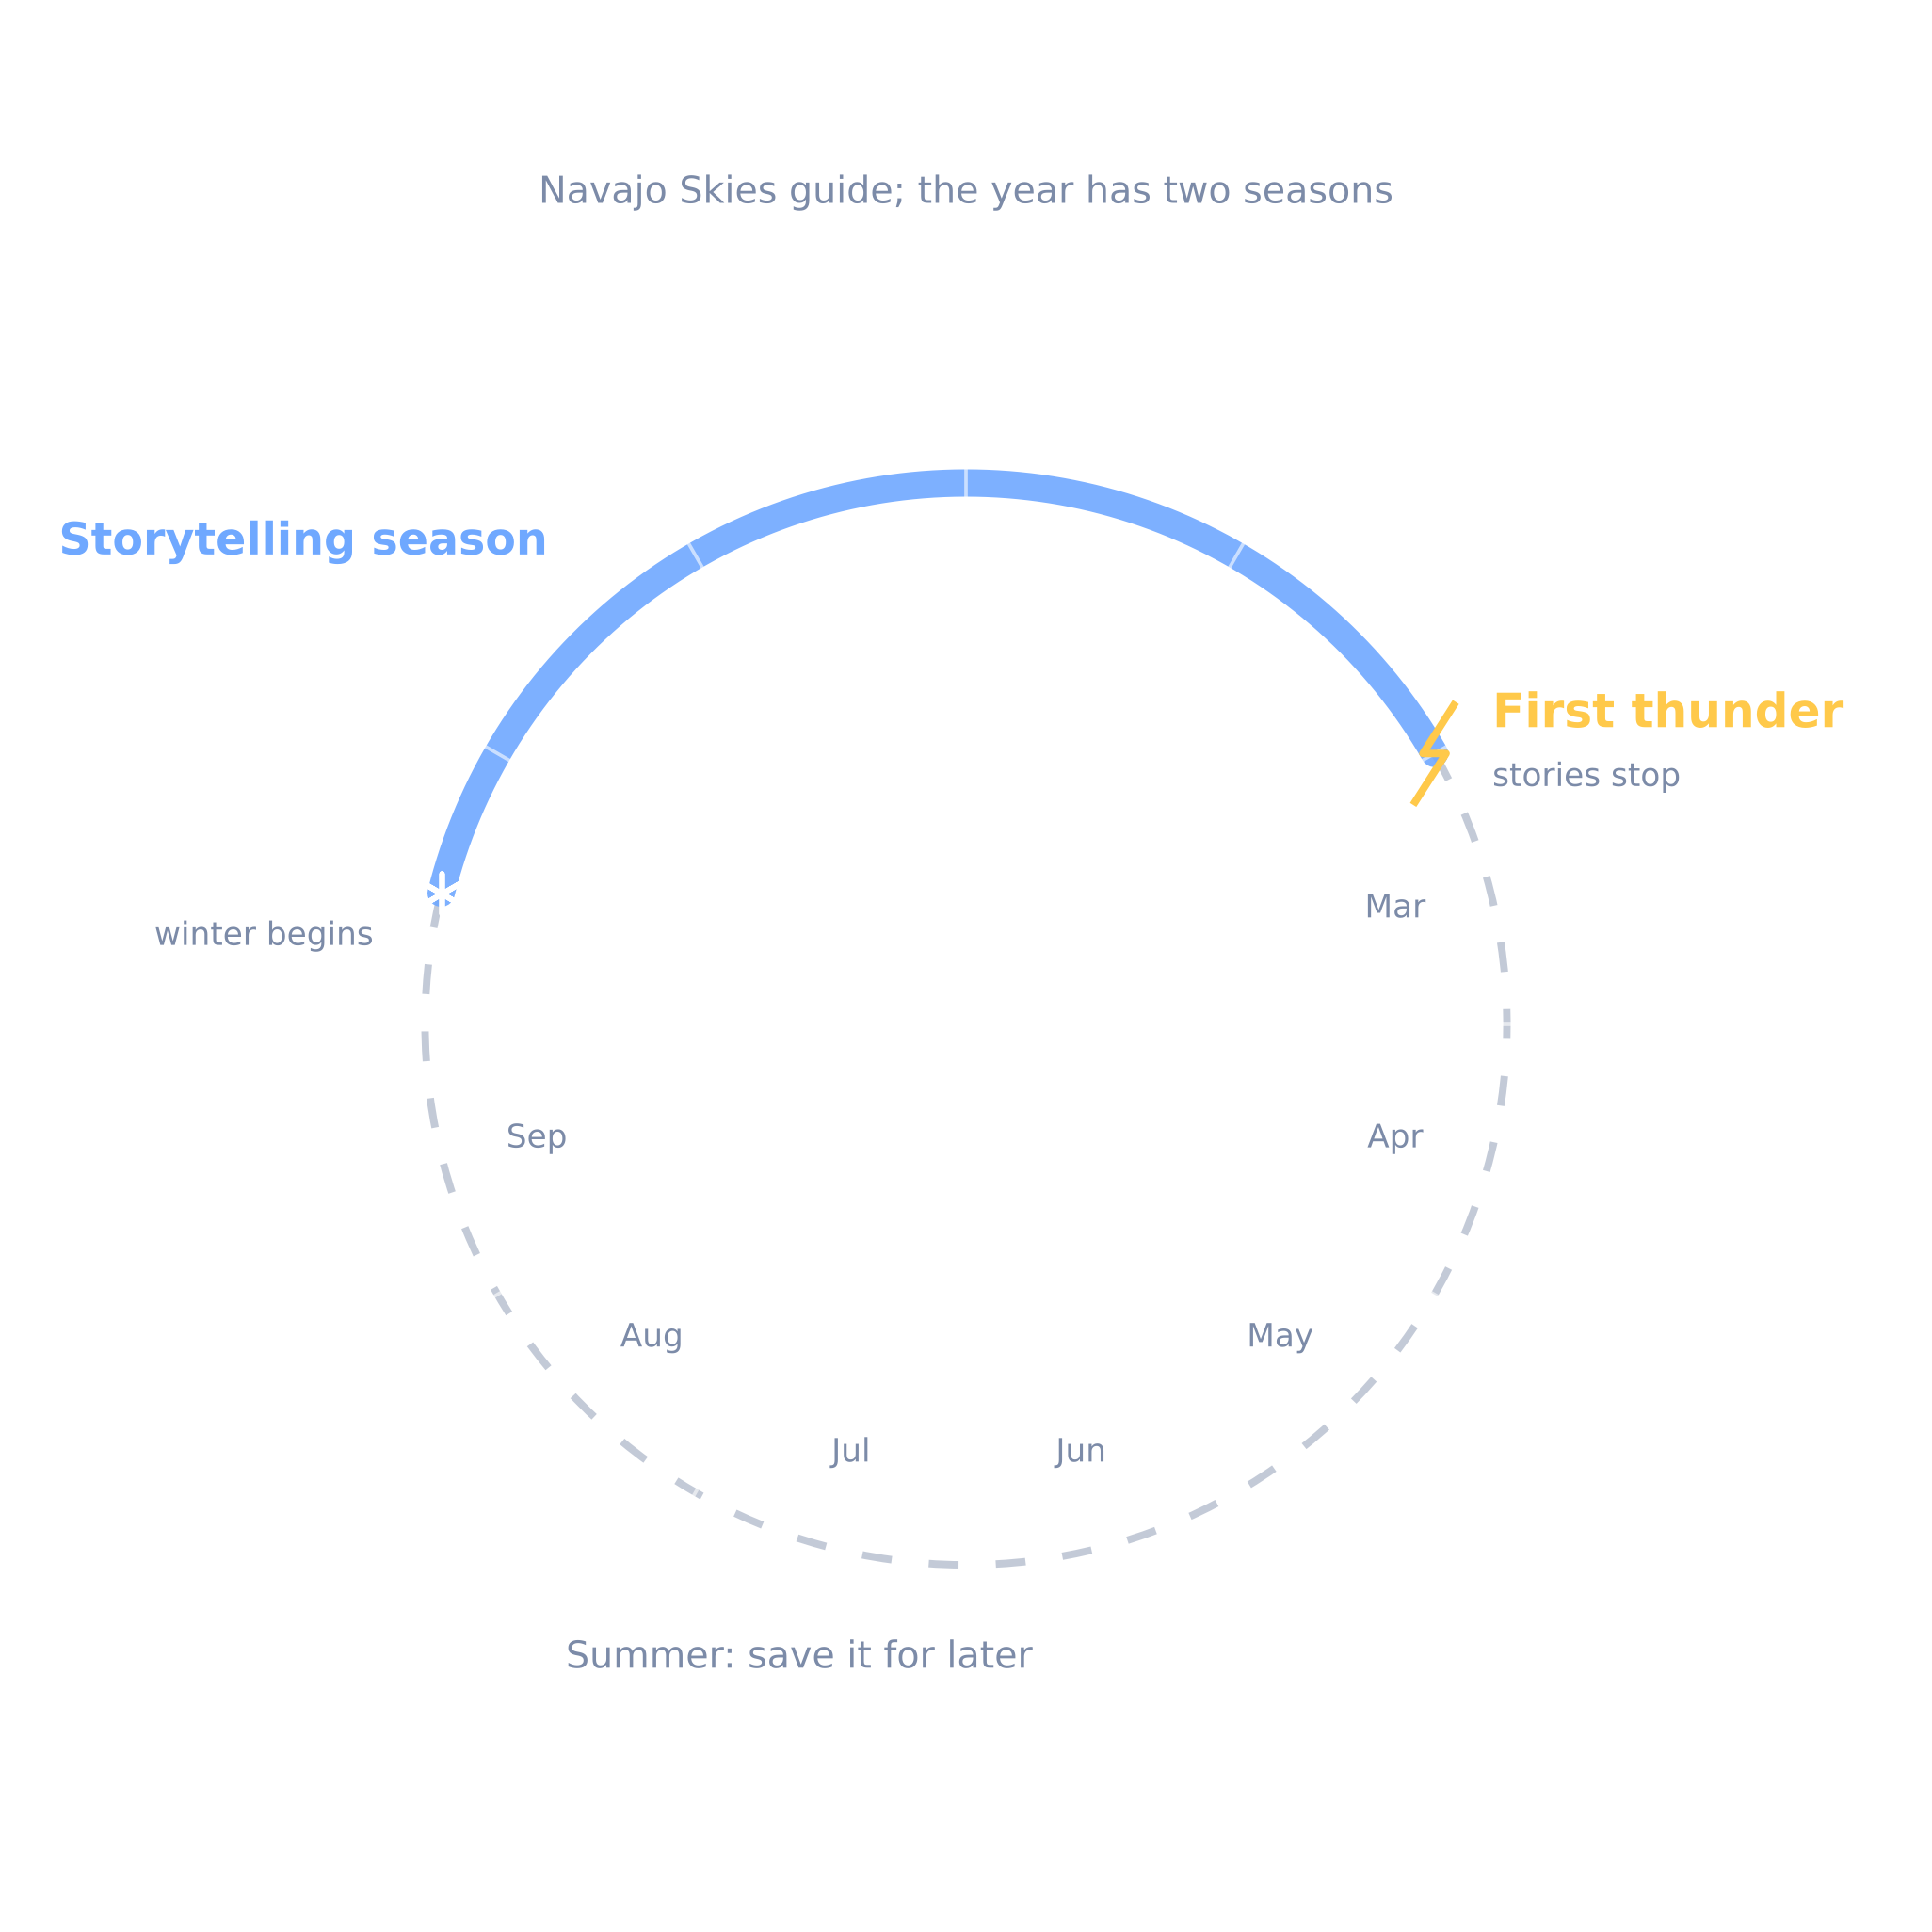 Navajo Skies guide; the year has two seasons
Storytelling season
First thunder
stories stop
Mar
winter begins
Sep
Apr
Aug
May
Jul
Jun
Summer: save it for later